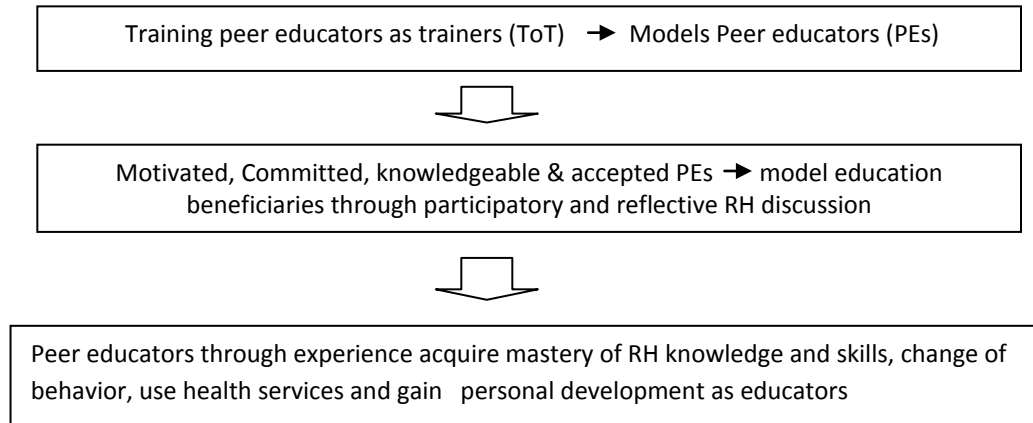 Training peer educators as trainers (ToT) → Models Peer educators (PEs)
Motivated, Committed, knowledgeable & accepted PEs → model education
beneficiaries through participatory and reflective RH discussion
Peer educators through experience acquire mastery of RH knowledge and skills, change of
behavior, use health services and gain personal development as educators